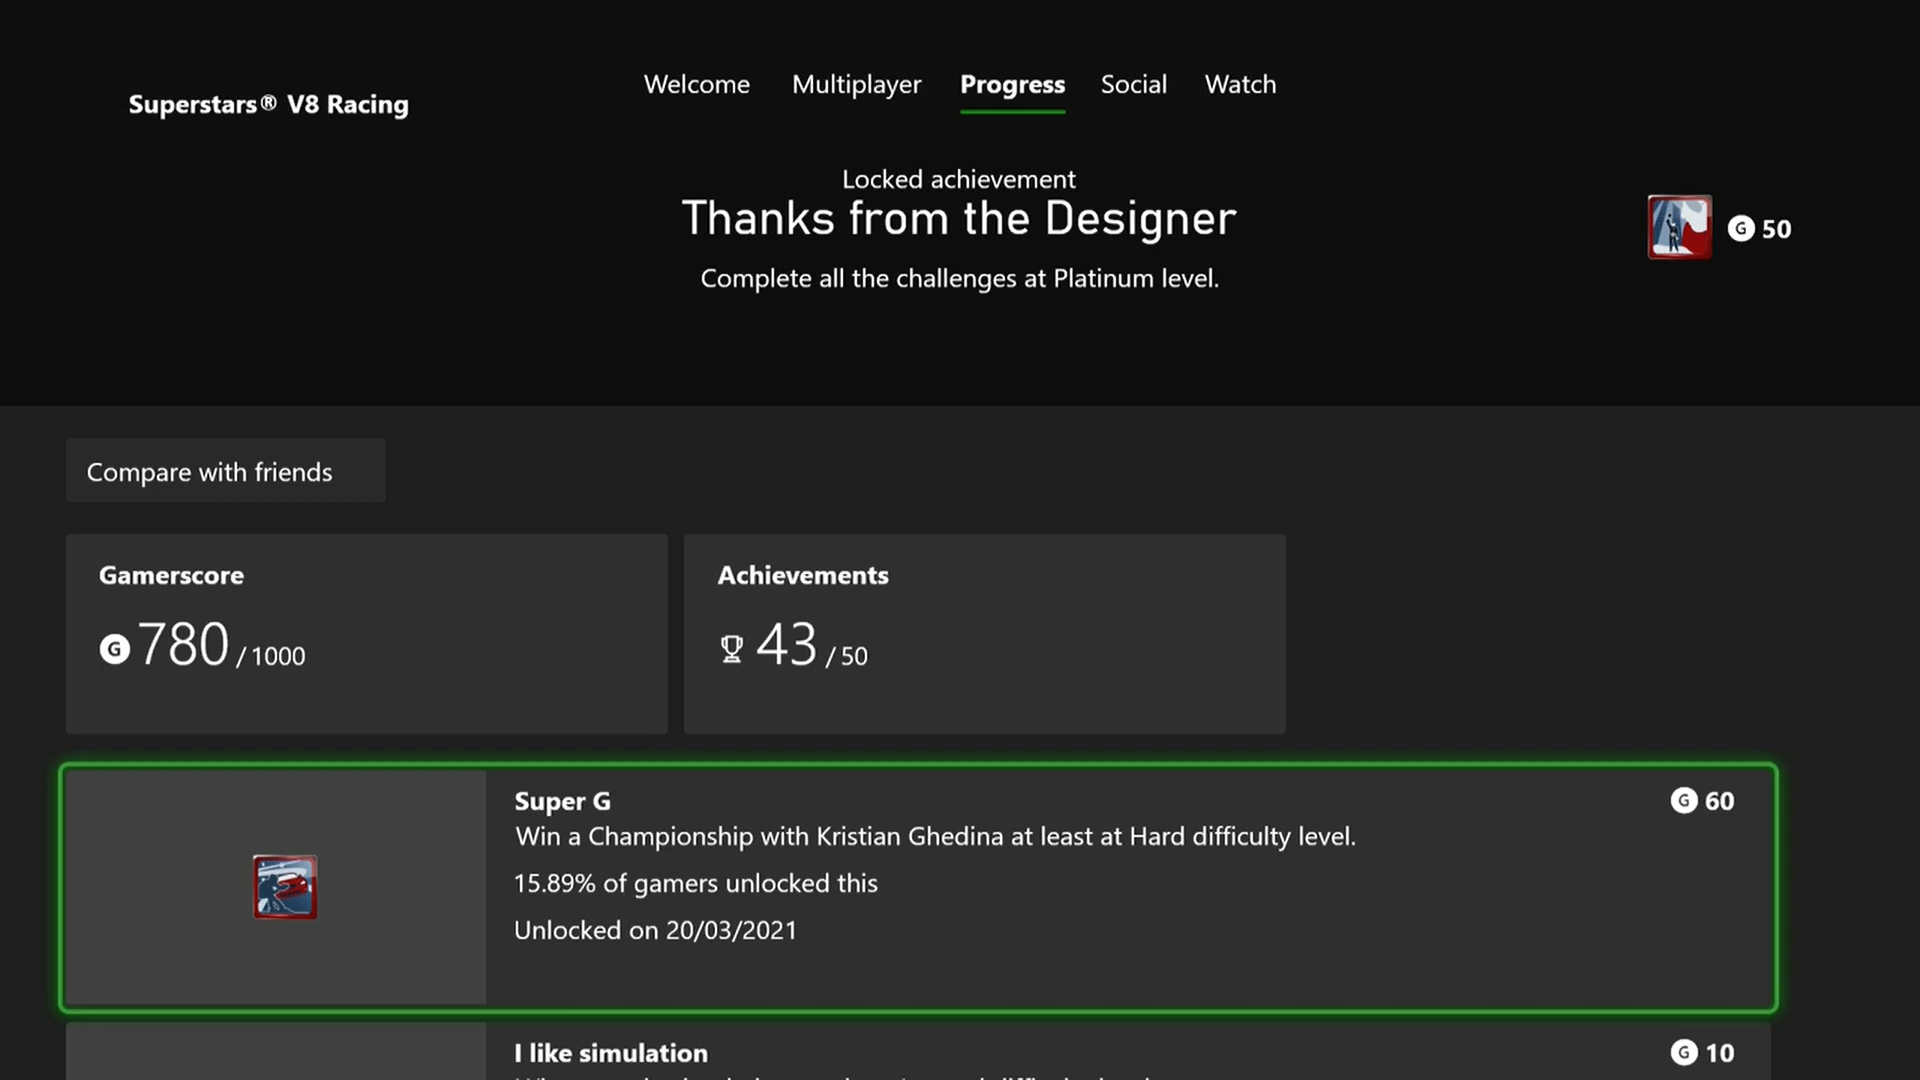 Superstars® V8 Racing
Welcome Multiplayer Progress Social Watch
Locked achievement
Thanks from the Designer
G 50
Complete all the challenges at Platinum level.
Compare with friends
Gamerscore
G 780 / 1000
Achievements
43 / 50
Super G
G 60
Win a Championship with Kristian Ghedina at least at Hard difficulty level.
15.89% of gamers unlocked this
Unlocked on 20/03/2021
I like simulation
G 10